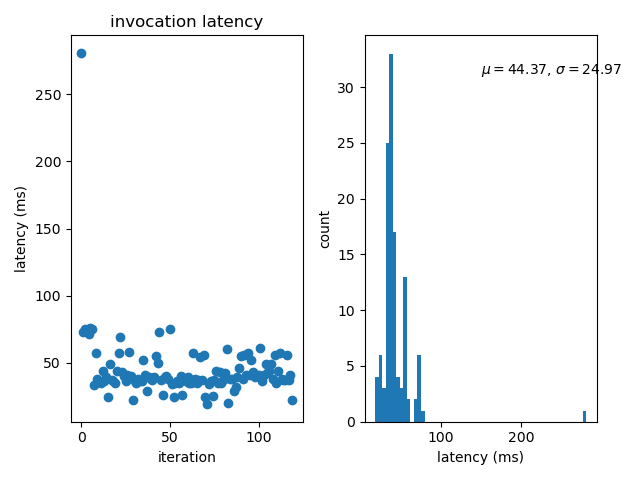 invocation latency
latency (ms)
250
200
150
100
50
0
50
100
iteration
count
30
25
20
15
10
5
0
100
200
latency (ms)
μ = 44.37, σ = 24.97